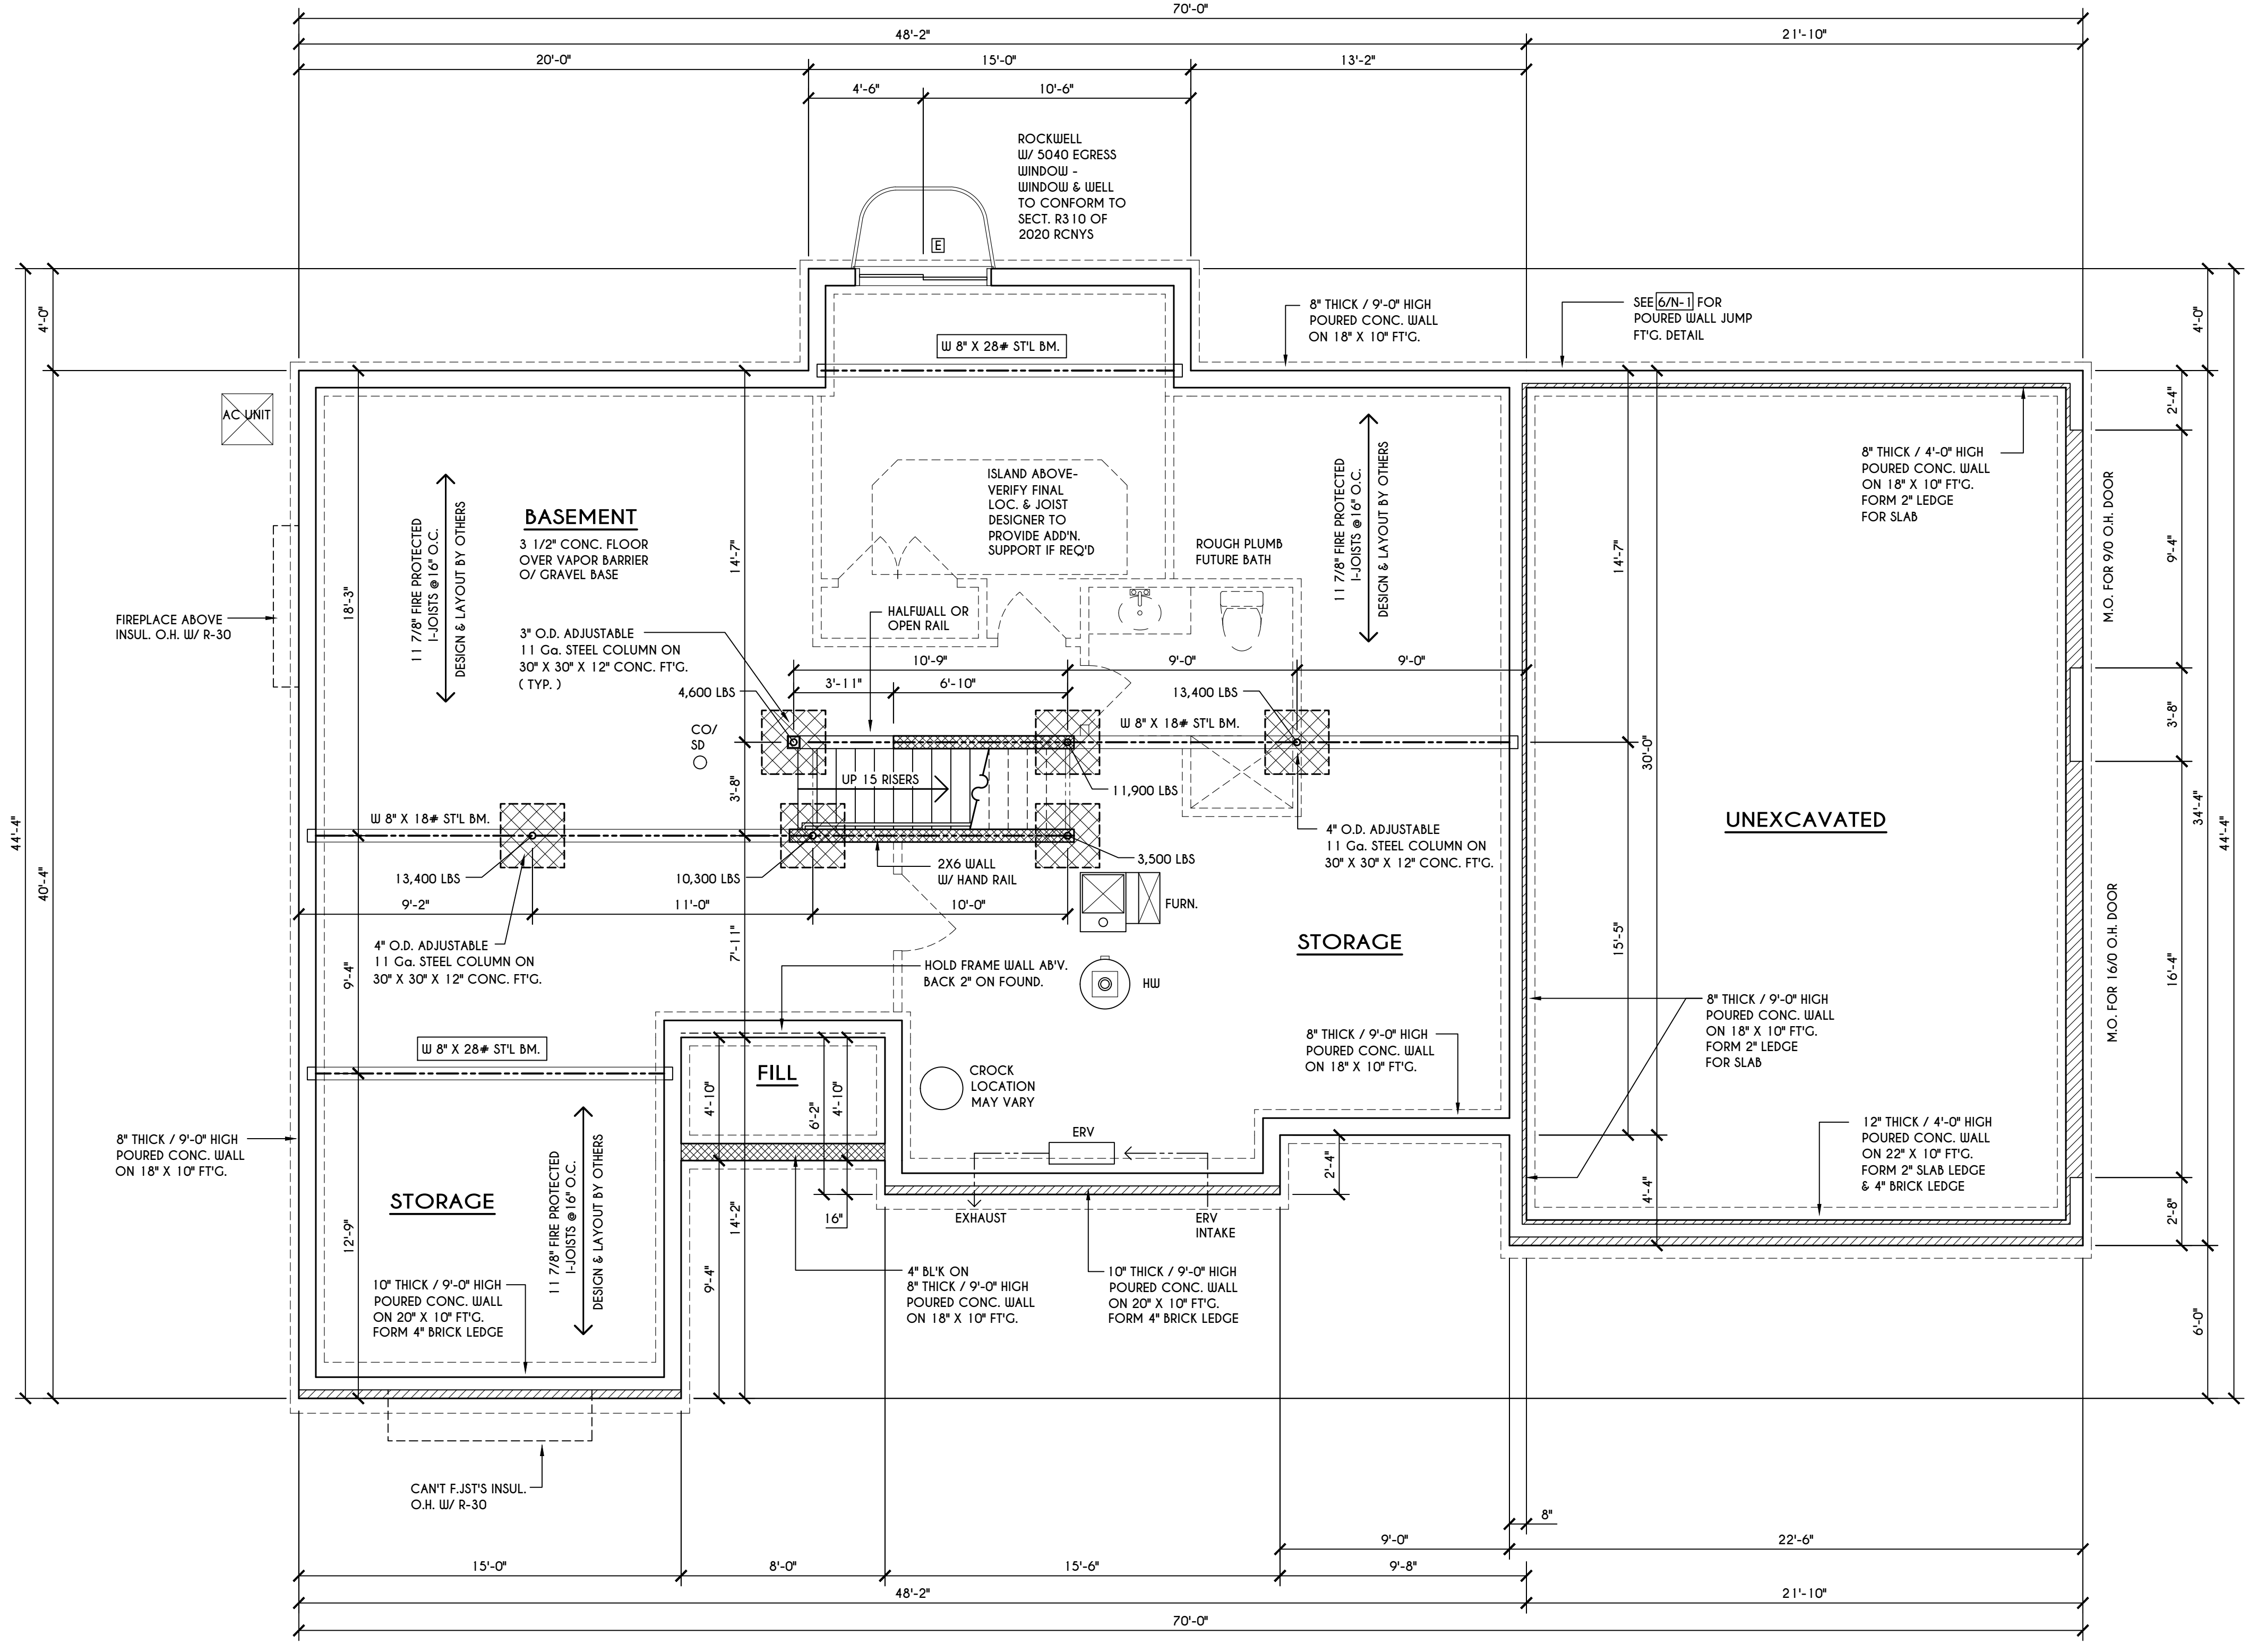 70'-0"
48'-2"
21'-10"
20'-0"
15'-0"
13'-2"
4'-6"
10'-6"
ROCKWELL
W/ 5040 EGRESS
WINDOW -
WINDOW & WELL
TO CONFORM TO
SECT. R310 OF
2020 RCNYS
E
4'-0"
8" THICK / 9'-0" HIGH
POURED CONC. WALL
ON 18" X 10" FT'G.
SEE 6/N-1 FOR
POURED WALL JUMP
FT'G. DETAIL
4'-0"
W 8" X 28# ST'L BM.
AC UNIT
2'-4"
8" THICK / 4'-0" HIGH
POURED CONC. WALL
ON 18" X 10" FT'G.
FORM 2" LEDGE
FOR SLAB
11 7/8" FIRE PROTECTED
I-JOISTS @ 16" O.C.
DESIGN & LAYOUT BY OTHERS
BASEMENT
3 1/2" CONC. FLOOR
OVER VAPOR BARRIER
O/ GRAVEL BASE
ISLAND ABOVE-
VERIFY FINAL
LOC. & JOIST
DESIGNER TO
PROVIDE ADD'N.
SUPPORT IF REQ'D
ROUGH PLUMB
FUTURE BATH
11 7/8" FIRE PROTECTED
I-JOISTS @ 16" O.C.
DESIGN & LAYOUT BY OTHERS
14'-7"
14'-7"
9'-4"
M.O. FOR 9/0 O.H. DOOR
18'-3"
FIREPLACE ABOVE
INSUL. O.H. W/ R-30
HALFWALL OR
OPEN RAIL
3" O.D. ADJUSTABLE
11 Ga. STEEL COLUMN ON
30" X 30" X 12" CONC. FT'G.
( TYP. )
10'-9"
9'-0"
9'-0"
3'-11"
6'-10"
4,600 LBS
13,400 LBS
3'-8"
CO/
SD
W 8" X 18# ST'L BM.
30'-0"
UP 15 RISERS
3'-8"
11,900 LBS
34'-4"
44'-4"
44'-4"
40'-4"
W 8" X 18# ST'L BM.
UNEXCAVATED
4" O.D. ADJUSTABLE
11 Ga. STEEL COLUMN ON
30" X 30" X 12" CONC. FT'G.
3,500 LBS
2X6 WALL
W/ HAND RAIL
13,400 LBS
10,300 LBS
FURN.
9'-2"
11'-0"
10'-0"
7'-11"
15'-5"
STORAGE
M.O. FOR 16/0 O.H. DOOR
16'-4"
4" O.D. ADJUSTABLE
11 Ga. STEEL COLUMN ON
30" X 30" X 12" CONC. FT'G.
9'-4"
HOLD FRAME WALL AB'V.
BACK 2" ON FOUND.
HW
8" THICK / 9'-0" HIGH
POURED CONC. WALL
ON 18" X 10" FT'G.
FORM 2" LEDGE
FOR SLAB
8" THICK / 9'-0" HIGH
POURED CONC. WALL
ON 18" X 10" FT'G.
W 8" X 28# ST'L BM.
FILL
CROCK
LOCATION
MAY VARY
4'-10"
6'-2"
4'-10"
12" THICK / 4'-0" HIGH
POURED CONC. WALL
ON 22" X 10" FT'G.
FORM 2" SLAB LEDGE
& 4" BRICK LEDGE
8" THICK / 9'-0" HIGH
POURED CONC. WALL
ON 18" X 10" FT'G.
ERV
2'-4"
4'-4"
2'-8"
STORAGE
11 7/8" FIRE PROTECTED
I-JOISTS @ 16" O.C.
DESIGN & LAYOUT BY OTHERS
12'-9"
14'-2"
16"
EXHAUST
ERV
INTAKE
9'-4"
10" THICK / 9'-0" HIGH
POURED CONC. WALL
ON 20" X 10" FT'G.
FORM 4" BRICK LEDGE
4" BL'K ON
8" THICK / 9'-0" HIGH
POURED CONC. WALL
ON 18" X 10" FT'G.
10" THICK / 9'-0" HIGH
POURED CONC. WALL
ON 20" X 10" FT'G.
FORM 4" BRICK LEDGE
6'-0"
CAN'T F.JST'S INSUL.
O.H. W/ R-30
8"
9'-0"
22'-6"
15'-0"
8'-0"
15'-6"
9'-8"
48'-2"
21'-10"
70'-0"